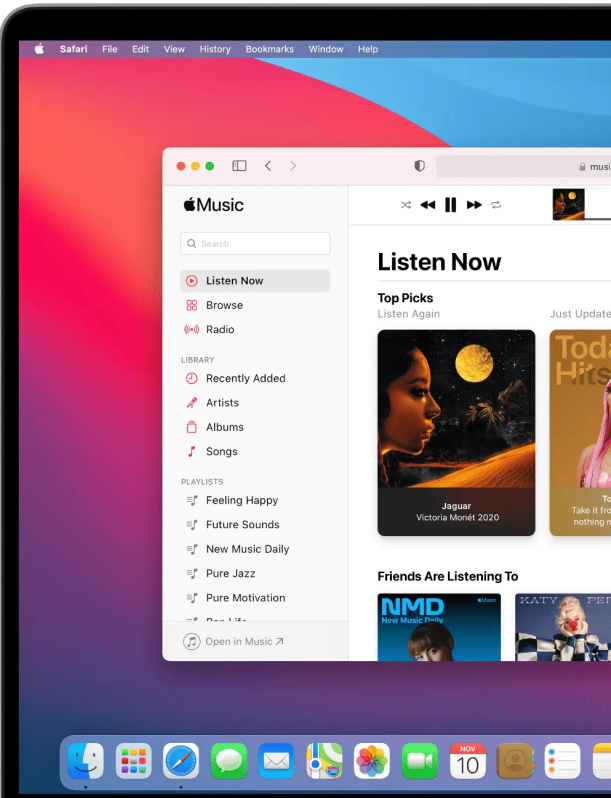 Safari File Edit View History Bookmarks Window Help
musi
Music
Search
Listen Now
Browse
Radio
LIBRARY
Recently Added
Artists
Albums
Songs
PLAYLISTS
Feeling Happy
Future Sounds
New Music Daily
Pure Jazz
Pure Motivation
Pop Life
Open in Music
Listen Now
Top Picks
Listen Again
Just Update
Toda
Hits
Jaguar
Victoria Monét 2020
To
Take it fro
nothing n
Friends Are Listening To
NMD
Music
New Music Daily
KATY PER
NOV
10